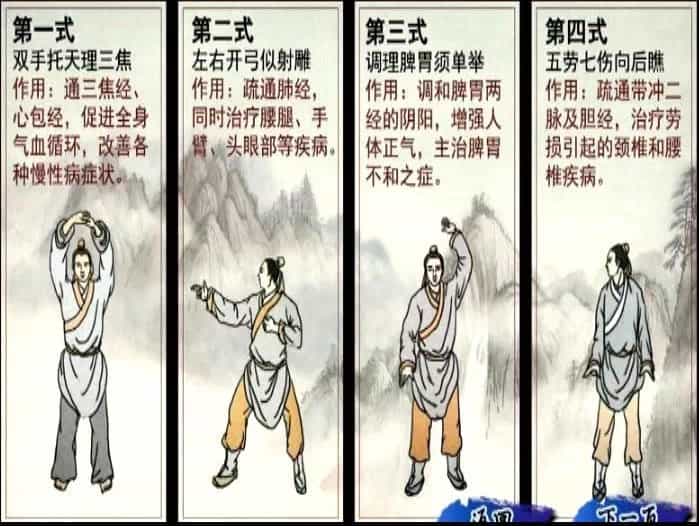 第一式
双手托天理三焦
作用：通三焦经、
心包经，促进全身
气血循环，改善各
种慢性病症状。
第二式
左右开弓似射雕
作用：疏通肺经，
同时治疗腰腿、手
臂、头眼部等疾病。
第三式
调理脾胃须单举
作用：调和脾胃两
经的阴阳，增强人
体正气，主治脾胃
不和之症。
第四式
五劳七伤向后瞧
作用：疏通带冲二
脉及胆经，治疗劳
损引起的颈椎和腰
椎疾病。
返回
下一页